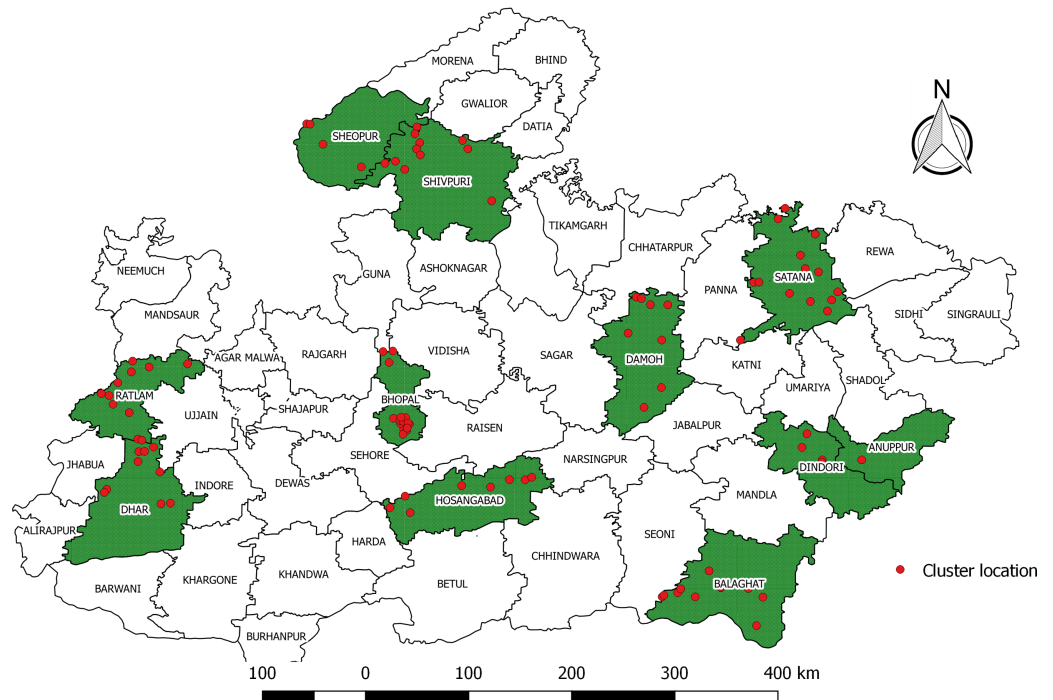 MORENA
BHIND
GWALIOR
N
DATIA
SHEOPUR
SHIVPURI
TIKAMGARH
CHHATARPUR
REWA
NEEMUCH
GUNA
ASHOKNAGAR
SATANA
PANNA
MANDSAUR
SIDHI
SINGRAULI
AGAR MALWA
RAJGARH
VIDISHA
SAGAR
DAMOH
KATNI
UMARIYA
SHADOL
RATLAM
UJJAIN
SHAJAPUR
BHOPAL
RAISEN
JABALPUR
ANUPPUR
SEHORE
NARSINGPUR
JHABUA
DINDORI
INDORE
DEWAS
HOSANGABAD
MANDLA
DHAR
ALIRAJPUR
HARDA
SEONI
CHHINDWARA
BARWANI
KHARGONE
KHANDWA
BETUL
BALAGHAT
Cluster location
BURHANPUR
100 0 100 200 300 400 km